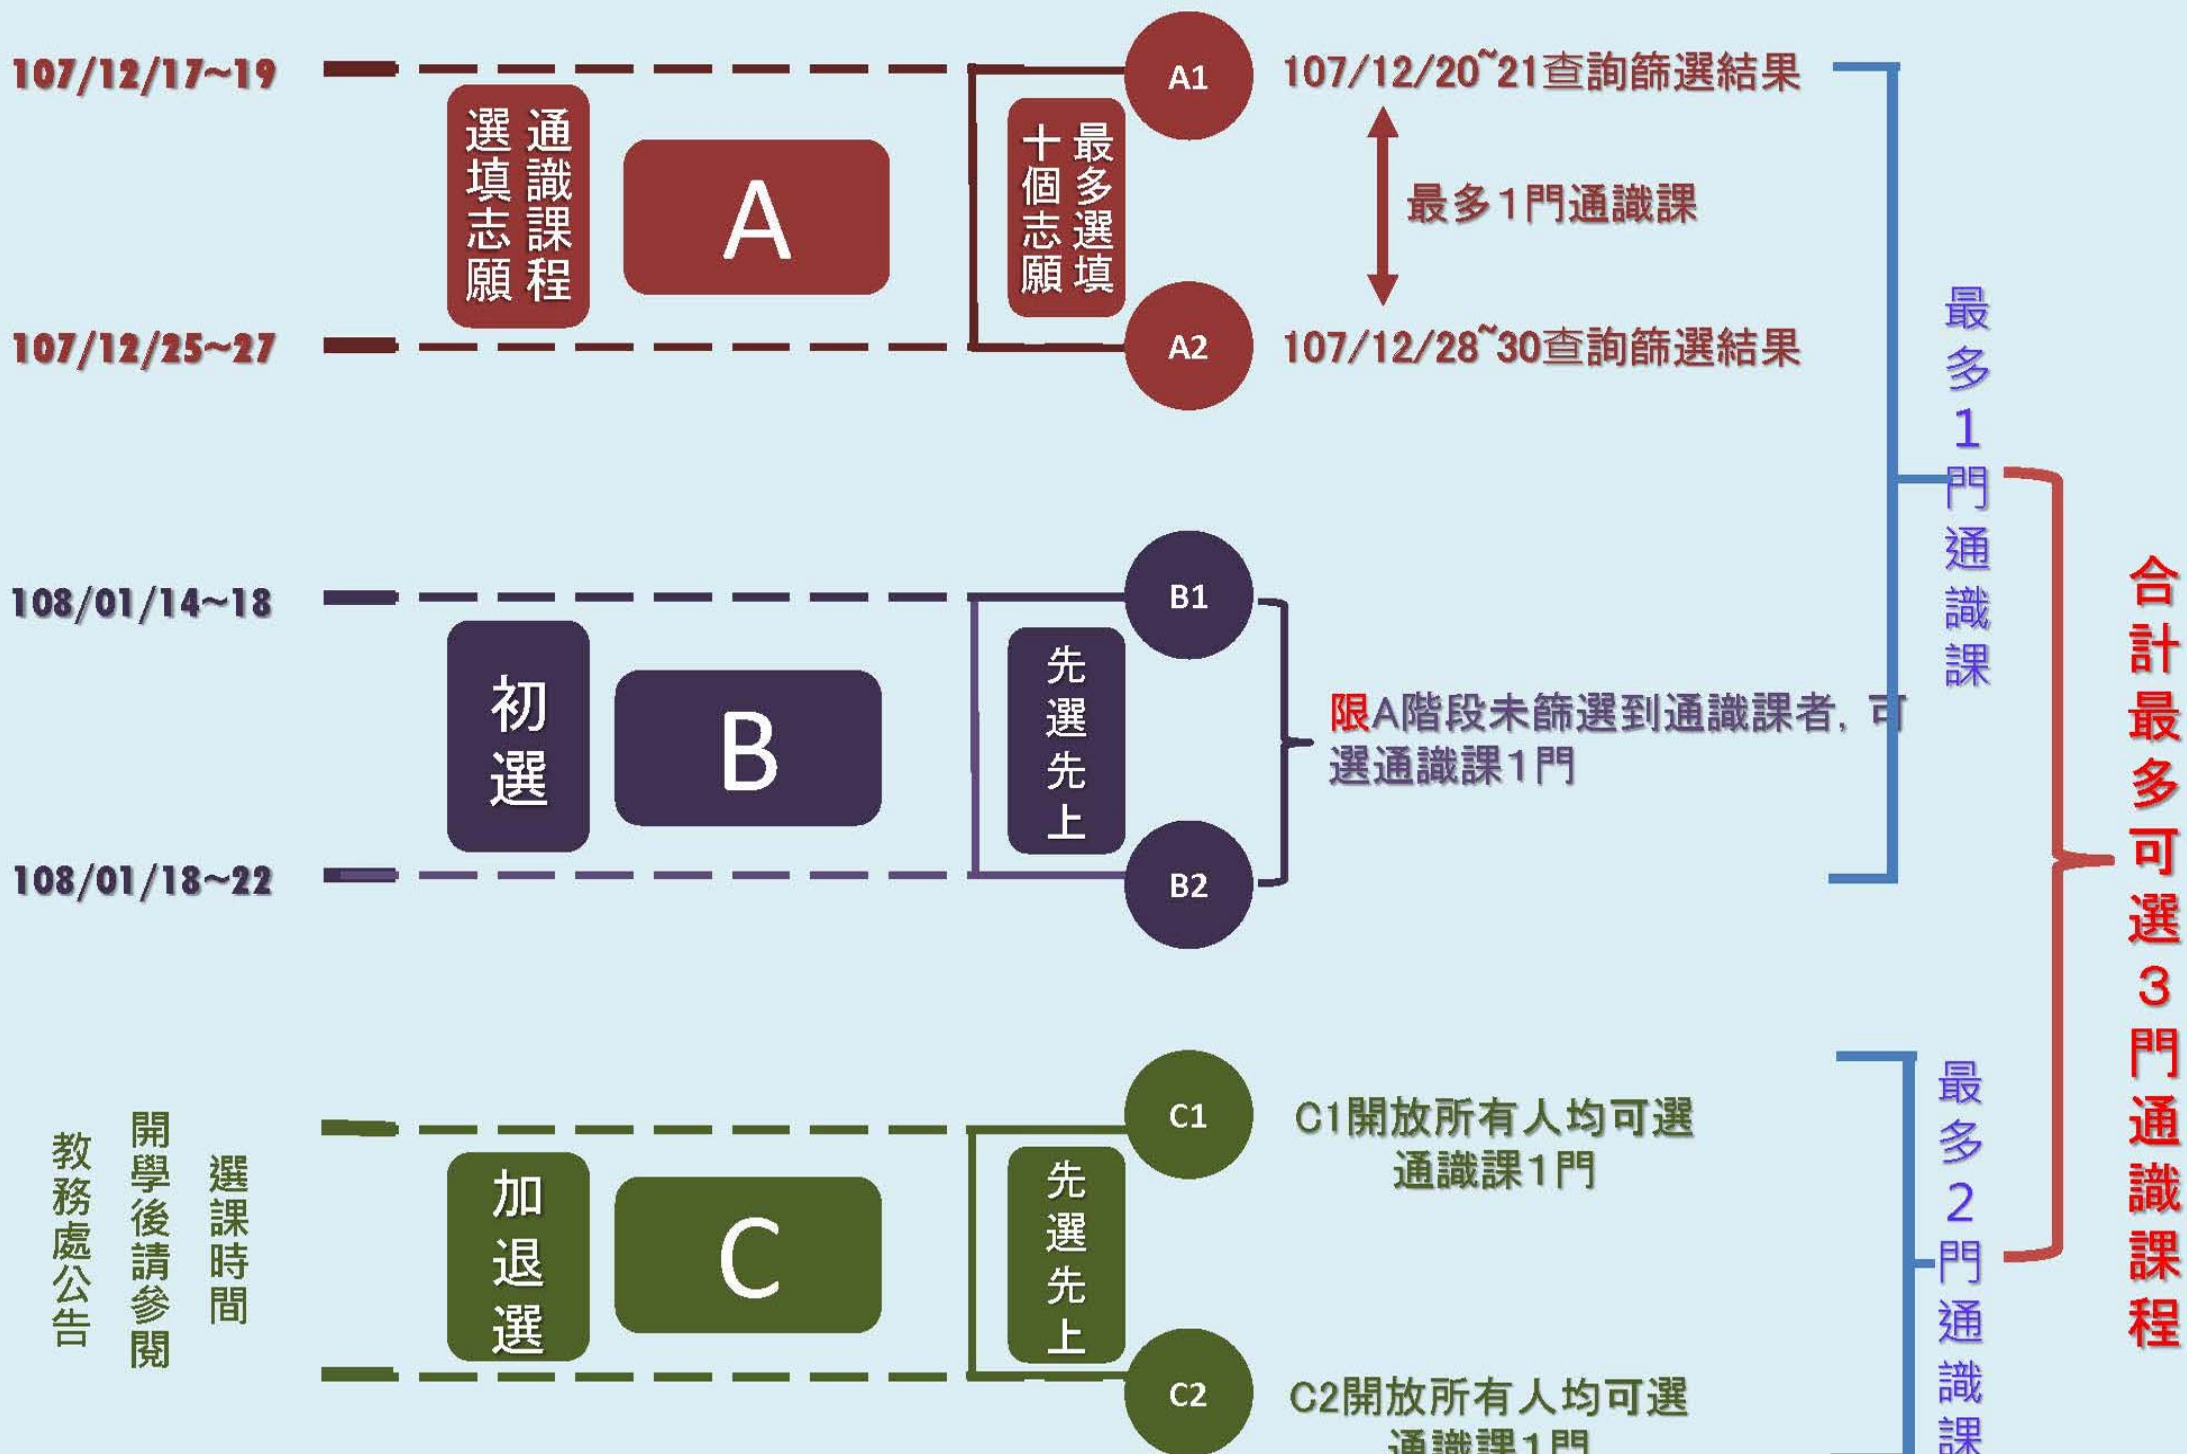 107/12/17~19
通識課程
選填志願
A
最多選填
十個志願
A1
107/12/20~21查詢篩選結果
最多1門通識課
107/12/25~27
A2
107/12/28~30查詢篩選結果
最多1門通識課
108/01/14~18
初選
B
先選先上
B1
限A階段未篩選到通識課者, 可
選通識課1門
108/01/18~22
B2
選課時間
開學後請參閱
教務處公告
加退選
C
先選先上
C1
C1開放所有人均可選
通識課1門
C2
C2開放所有人均可選
通識課1門
最多2門通識課
合計最多可選3門通識課程